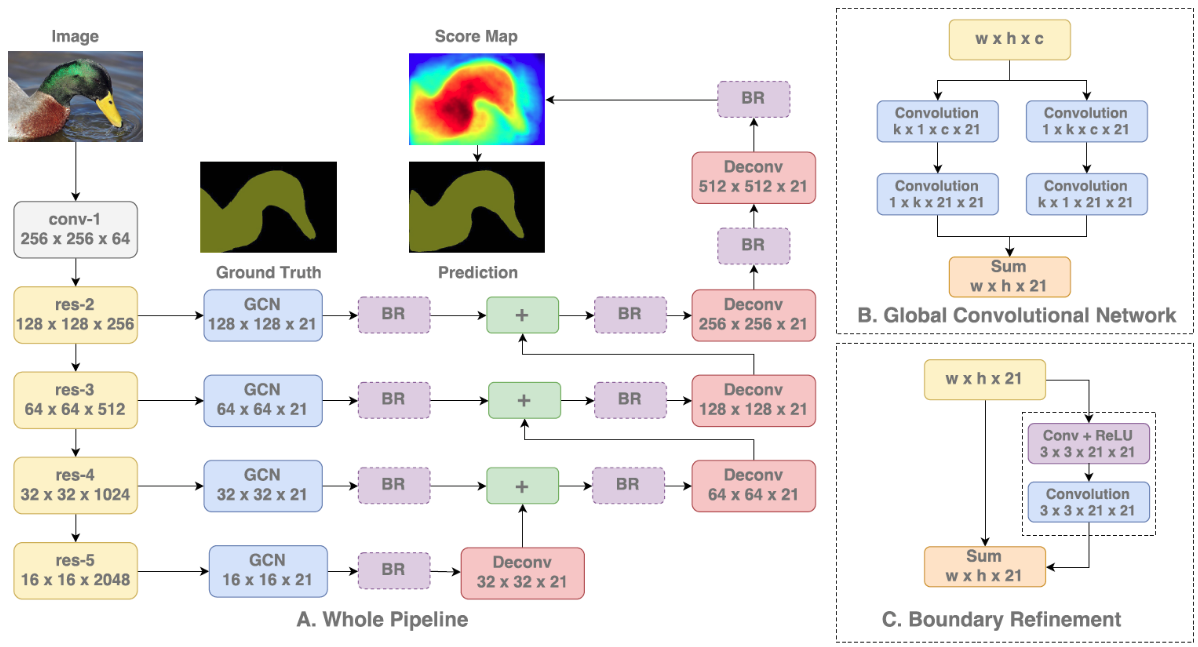 Image
Score Map
BR
Deconv
512 x 512 x 21
conv-1
256 x 256 x 64
BR
Ground Truth
Prediction
res-2
128 x 128 x 256
GCN
128 x 128 x 21
BR
+
BR
Deconv
256 x 256 x 21
res-3
64 x 64 x 512
GCN
64 x 64 x 21
BR
+
BR
Deconv
128 x 128 x 21
res-4
32 x 32 x 1024
GCN
32 x 32 x 21
BR
+
BR
Deconv
64 x 64 x 21
res-5
16 x 16 x 2048
GCN
16 x 16 x 21
BR
Deconv
32 x 32 x 21
A. Whole Pipeline
w x h x c
Convolution
k x 1 x c x 21
Convolution
1 x k x c x 21
Convolution
1 x k x 21 x 21
Convolution
k x 1 x 21 x 21
Sum
w x h x 21
B. Global Convolutional Network
w x h x 21
Conv + ReLU
3 x 3 x 21 x 21
Convolution
3 x 3 x 21 x 21
Sum
w x h x 21
C. Boundary Refinement